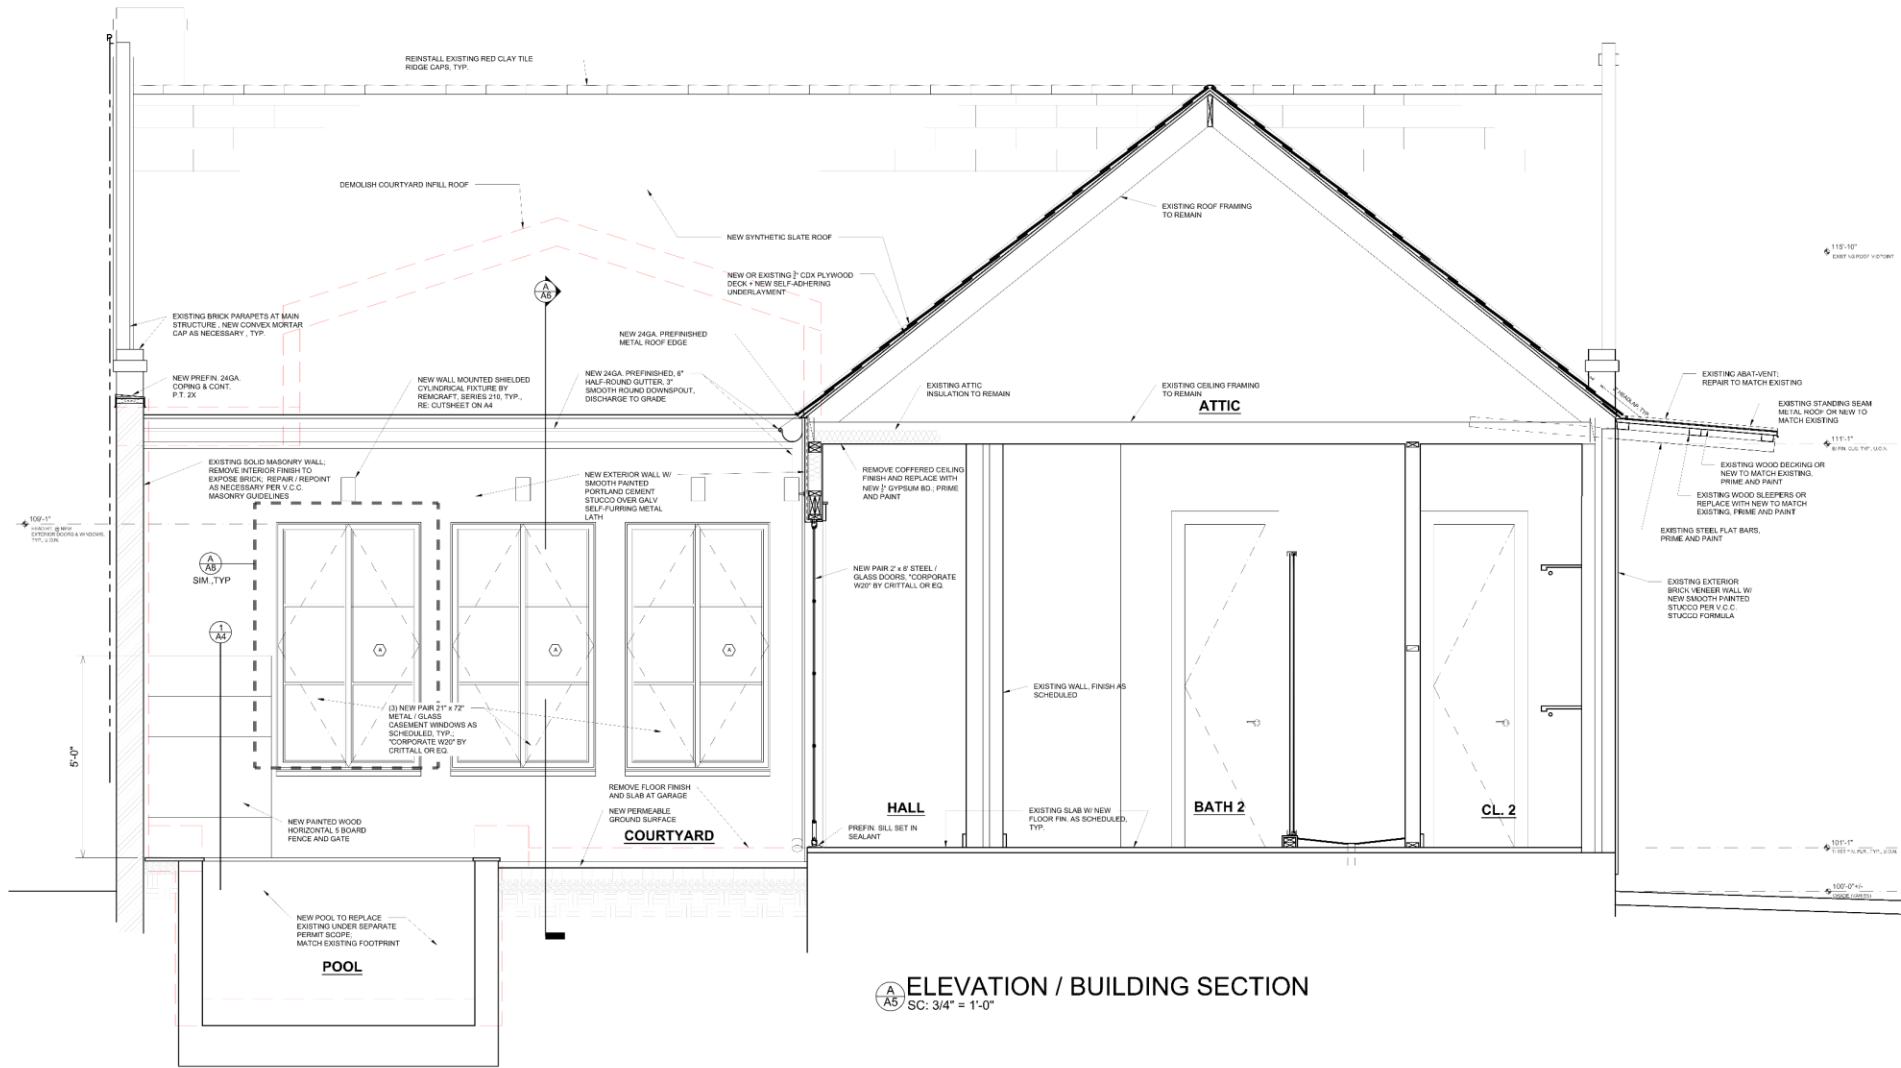 REINSTALL EXISTING RED CLAY TILE
RIDGE CAPS, TYP.
DEMOLISH COURTYARD INFILL ROOF
NEW SYNTHETIC SLATE ROOF
EXISTING ROOF FRAMING
TO REMAIN
115'-10"
NEW OR EXISTING
CDX PLYWOOD
DECK + NEW SELF-ADHERING
UNDERLAYMENT
A
A6
EXISTING BRICK PARAPETS AT MAIN
STRUCTURE , NEW CONVEX MORTAR
CAP AS NECESSARY , TYP.
NEW 24GA. PREFINISHED
METAL ROOF EDGE
NEW PREFIN. 24GA.
COPING & CONT.
P.T. 2X
NEW WALL MOUNTED SHIELDED
CYLINDRICAL FIXTURE BY
REMCRAFT, SERIES 210, TYP.,
RE: CUTSHEET ON A4
NEW 24GA. PREFINISHED, 6"
HALF-ROUND GUTTER, 3"
SMOOTH ROUND DOWNSPOUT,
DISCHARGE TO GRADE
EXISTING ATTIC
INSULATION TO REMAIN
EXISTING CEILING FRAMING
TO REMAIN
ATTIC
EXISTING ABAT-VENT;
REPAIR TO MATCH EXISTING
EXISTING STANDING SEAM
METAL ROOF OR NEW TO
MATCH EXISTING
111'-1"
EXISTING SOLID MASONRY WALL;
REMOVE INTERIOR FINISH TO
EXPOSE BRICK; REPAIR / REPOINT
AS NECESSARY PER V.C.C.
MASONRY GUIDELINES
NEW EXTERIOR WALL W/
SMOOTH PAINTED
PORTLAND CEMENT
STUCCO OVER GALV
SELF-FURRING METAL
LATH
REMOVE COFFERED CEILING
FINISH AND REPLACE WITH
NEW
GYPSUM BD.; PRIME
AND PAINT
EXISTING WOOD DECKING OR
NEW TO MATCH EXISTING,
PRIME AND PAINT
EXISTING WOOD SLEEPERS OR
REPLACE WITH NEW TO MATCH
EXISTING, PRIME AND PAINT
EXISTING STEEL FLAT BARS,
PRIME AND PAINT
109'-1"
EXTERIOR DOORS & WINDOWS,
TYP., U.O.N.
A
A8
SIM.,TYP
NEW PAIR 2' x 8' STEEL /
GLASS DOORS, "CORPORATE
W20" BY CRITTALL OR EQ.
EXISTING EXTERIOR
BRICK VENEER WALL W/
NEW SMOOTH PAINTED
STUCCO PER V.C.C.
STUCCO FORMULA
1
A4
A
A
A
EXISTING WALL, FINISH AS
SCHEDULED
(3) NEW PAIR 21" x 72"
METAL / GLASS
CASEMENT WINDOWS AS
SCHEDULED, TYP.;
"CORPORATE W20" BY
CRITTALL OR EQ.
5'-0"
REMOVE FLOOR FINISH
AND SLAB AT GARAGE
NEW PERMEABLE
GROUND SURFACE
COURTYARD
NEW PAINTED WOOD
HORIZONTAL 5 BOARD
FENCE AND GATE
HALL
PREFIN. SILL SET IN
SEALANT
EXISTING SLAB W/ NEW
FLOOR FIN. AS SCHEDULED,
TYP.
BATH 2
CL. 2
101'-1"
100'-0"+/-
NEW POOL TO REPLACE
EXISTING UNDER SEPARATE
PERMIT SCOPE;
MATCH EXISTING FOOTPRINT
POOL
A
A5
ELEVATION / BUILDING SECTION
SC: 3/4" = 1'-0"